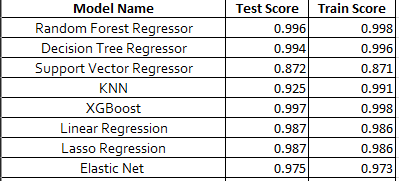 Model Name Test Score Train Score
Random Forest Regressor 0.996 0.998
Decision Tree Regressor 0.994 0.996
Support Vector Regressor 0.872 0.871
KNN 0.925 0.991
XGBoost 0.997 0.998
Linear Regression 0.987 0.986
Lasso Regression 0.987 0.986
Elastic Net 0.975 0.973